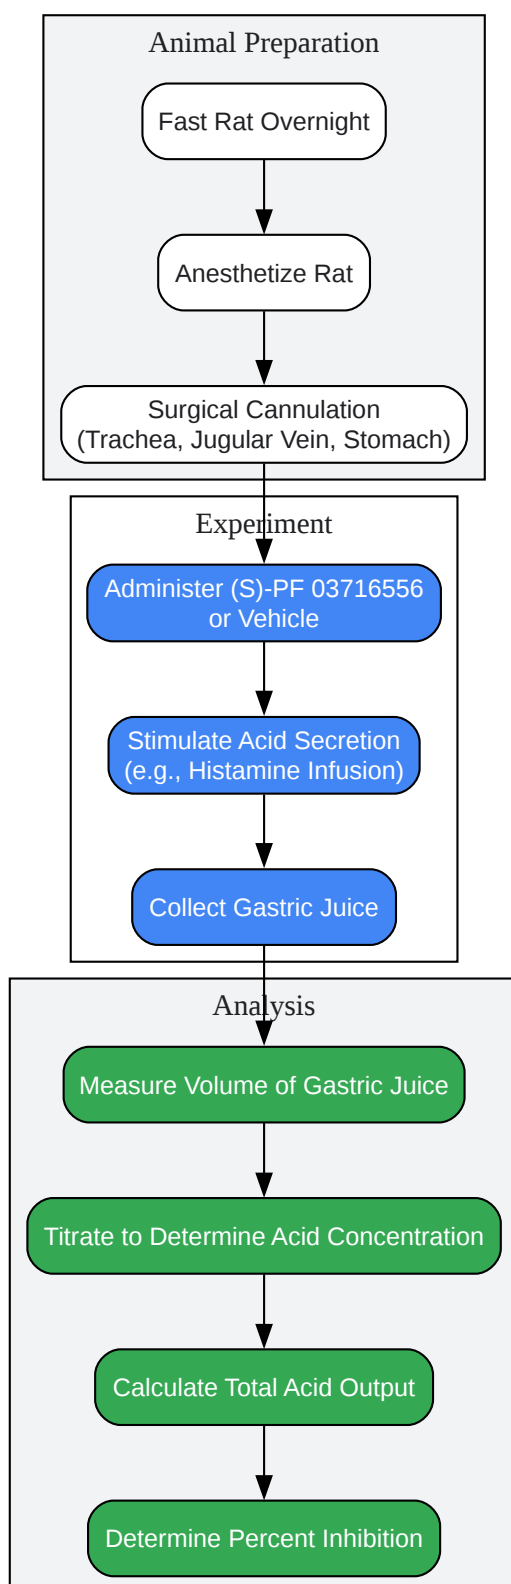 Animal Preparation
Fast Rat Overnight
Anesthetize Rat
Surgical Cannulation
(Trachea, Jugular Vein, Stomach)
Experiment
Administer (S)-PF 03716556
or Vehicle
Stimulate Acid Secretion
(e.g., Histamine Infusion)
Collect Gastric Juice
Analysis
Measure Volume of Gastric Juice
Titrate to Determine Acid Concentration
Calculate Total Acid Output
Determine Percent Inhibition